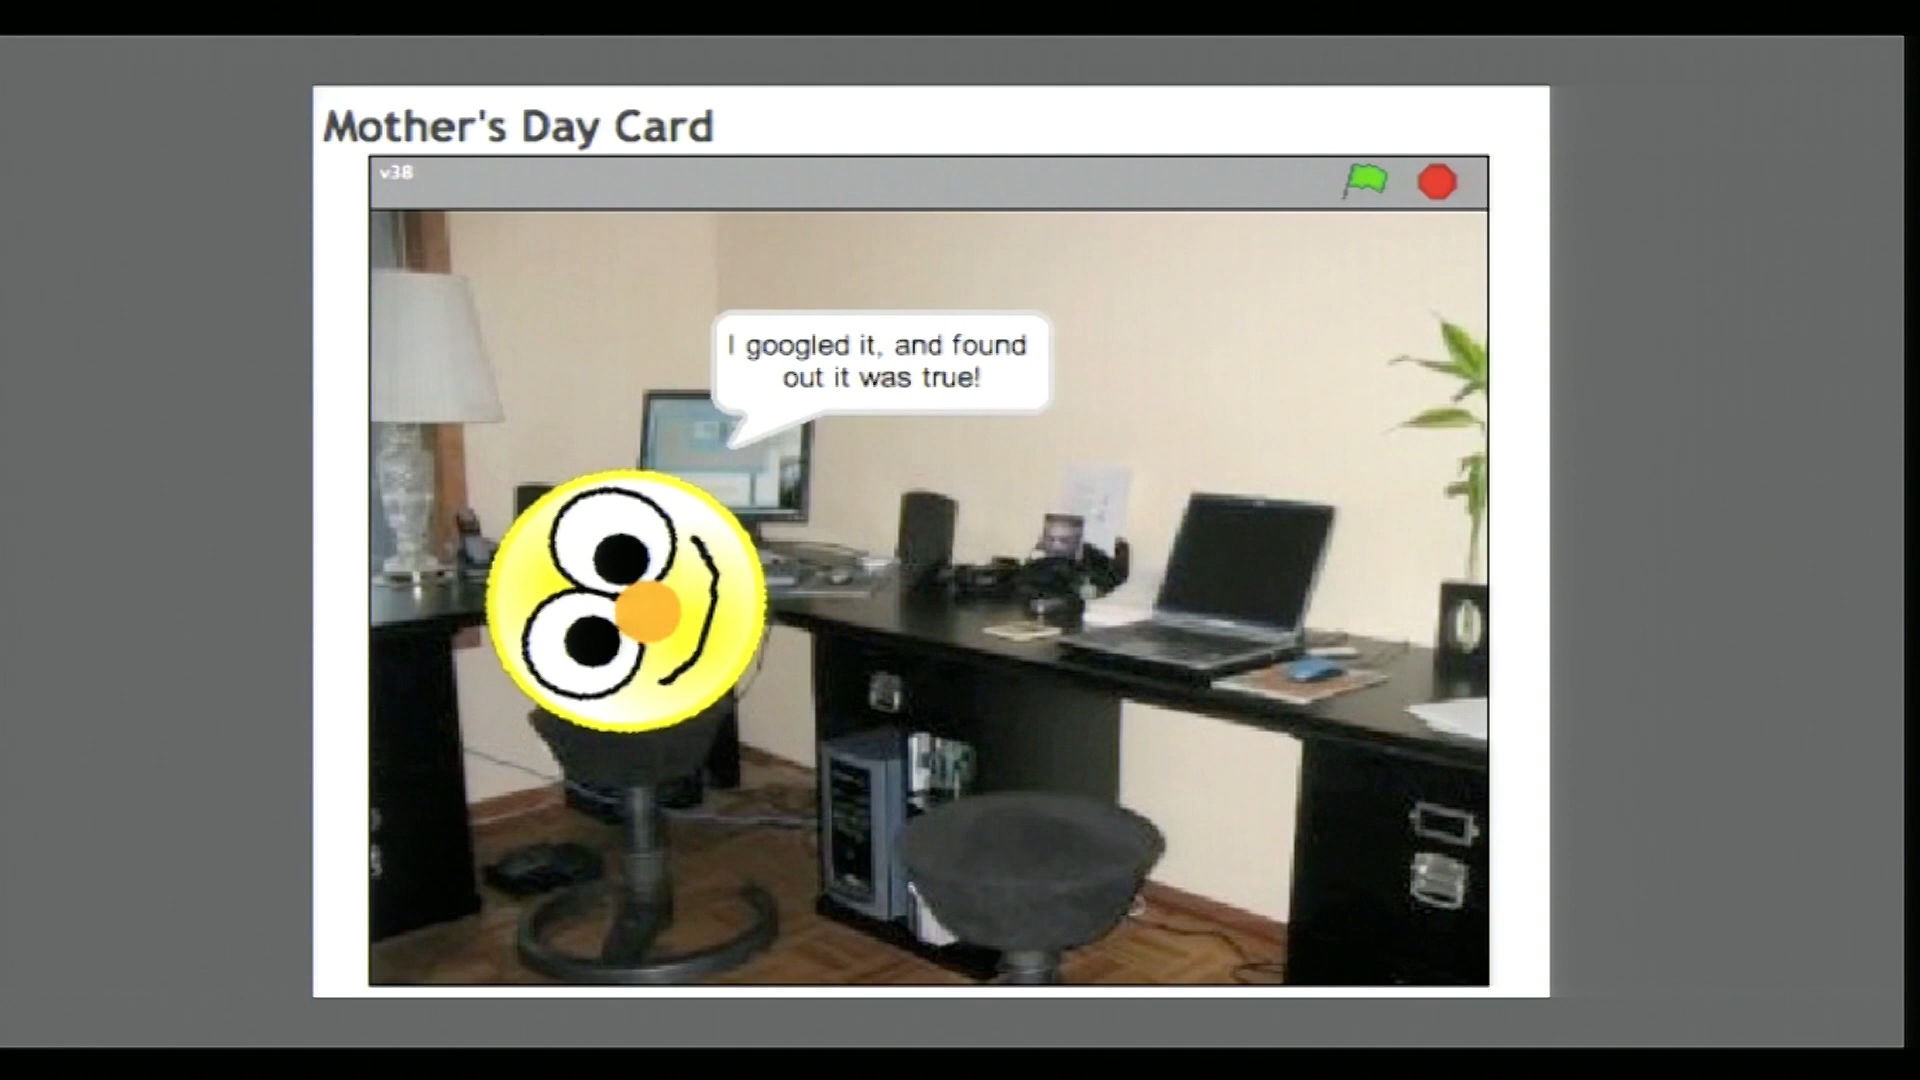 Mother's Day Card
v38
I googled it, and found
out it was true!